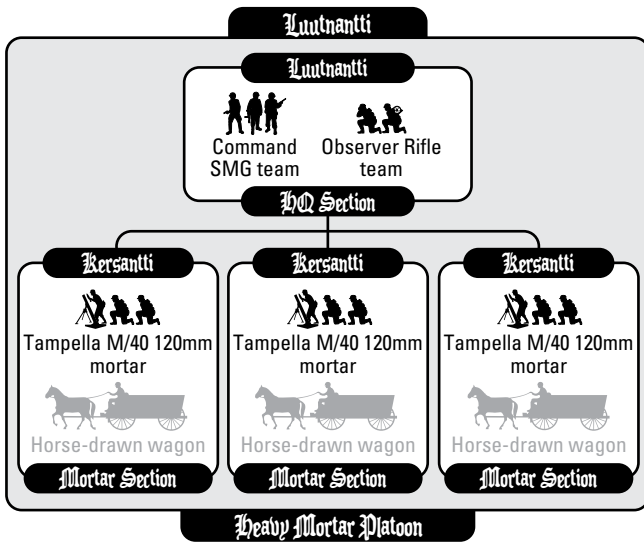 Luutnantti
Luutnantti
Command
SMG team
Observer Rifle
team
HQ Section
Kersantti
Tampella M/40 120mm
mortar
Horse-drawn wagon
Mortar Section
Kersantti
Tampella M/40 120mm
mortar
Horse-drawn wagon
Mortar Section
Kersantti
Tampella M/40 120mm
mortar
Horse-drawn wagon
Mortar Section
Heavy Mortar Platoon